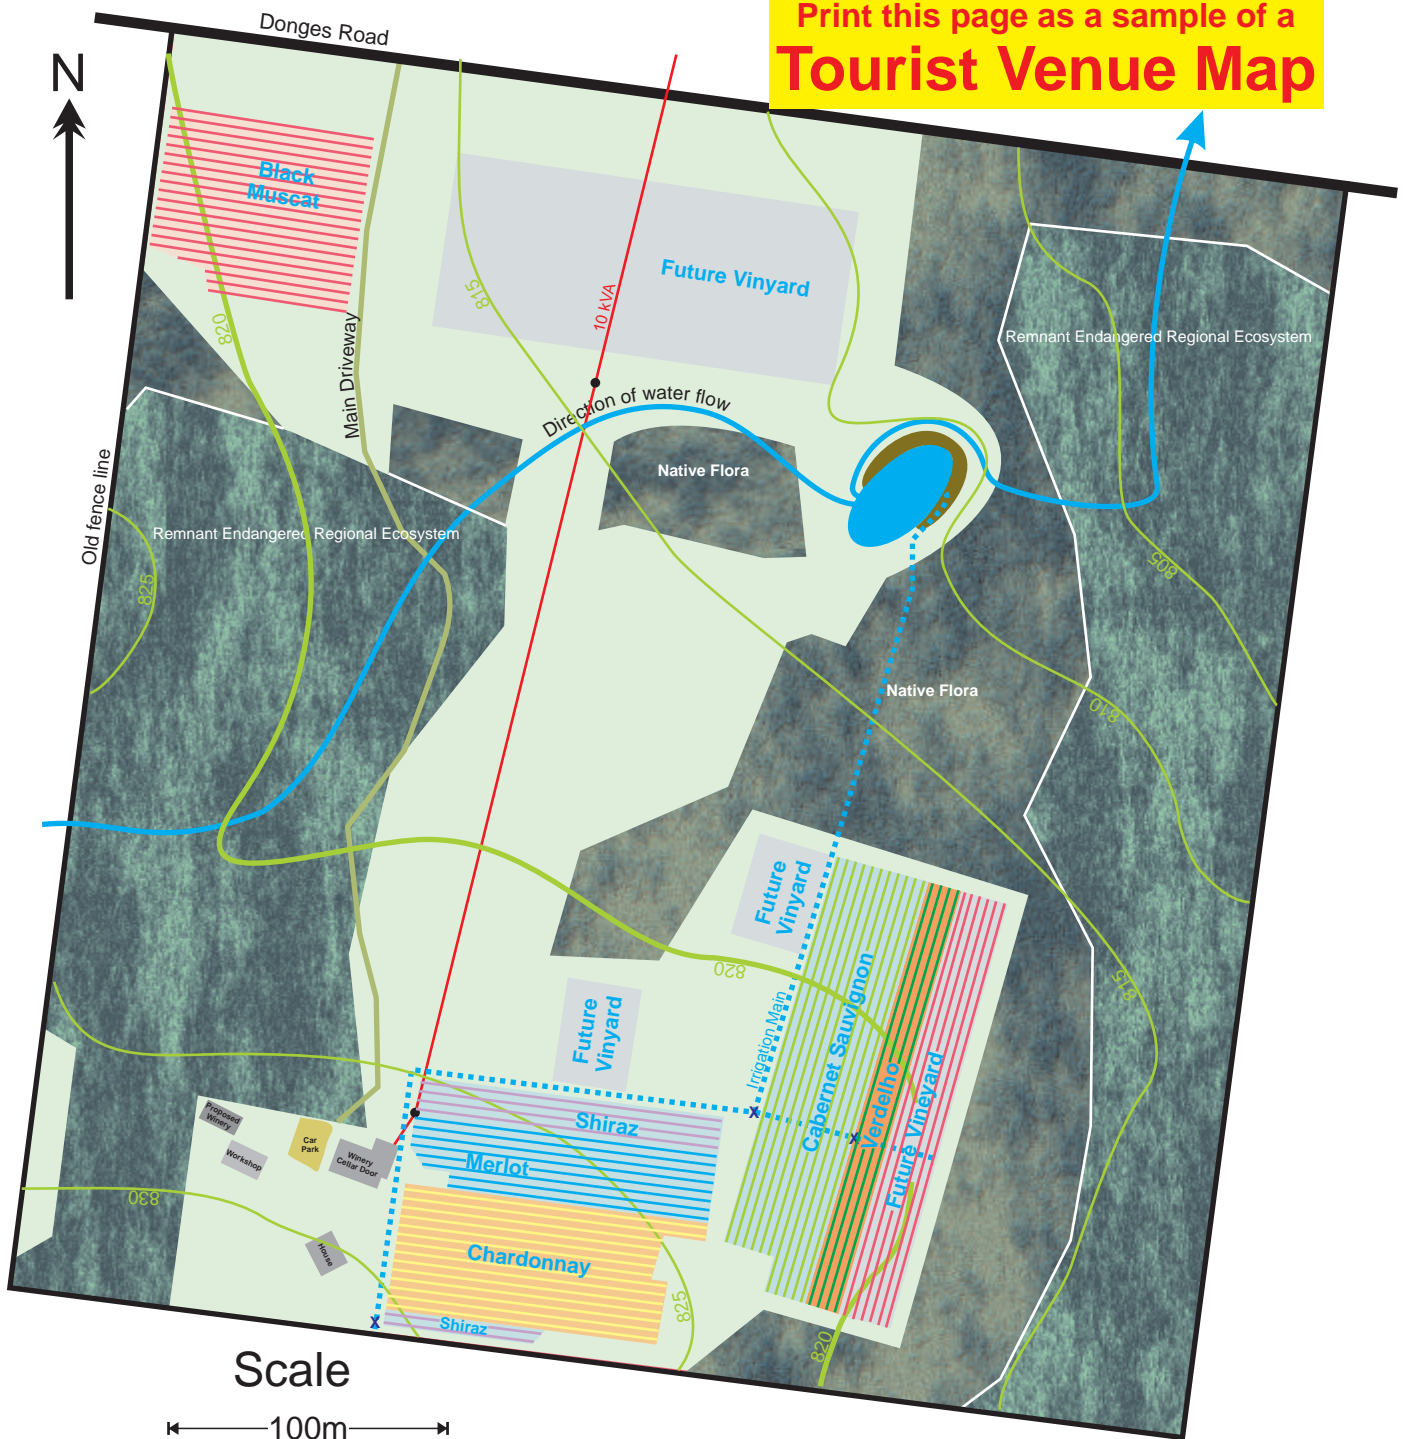 Print this page as a sample of a
Tourist Venue Map
Donges Road
N
Black
Muscat
Future Vinyard
815
10 kVA
820
Main Driveway
Remnant Endangered Regional Ecosystem
Direction of water flow
Native Flora
Old fence line
Remnant Endangered Regional Ecosystem
825
805
Native Flora
810
Future
Vinyard
820
815
Future
Vinyard
Irrigation Main
Cabernet Sauvignon
Verdelho
Future Vineyard
X
X
Shiraz
Merlot
Proposed
Winery
Car
Park
Workshop
Winery
Cellar Door
830
House
Chardonnay
825
Shiraz
X
820
Scale
100m